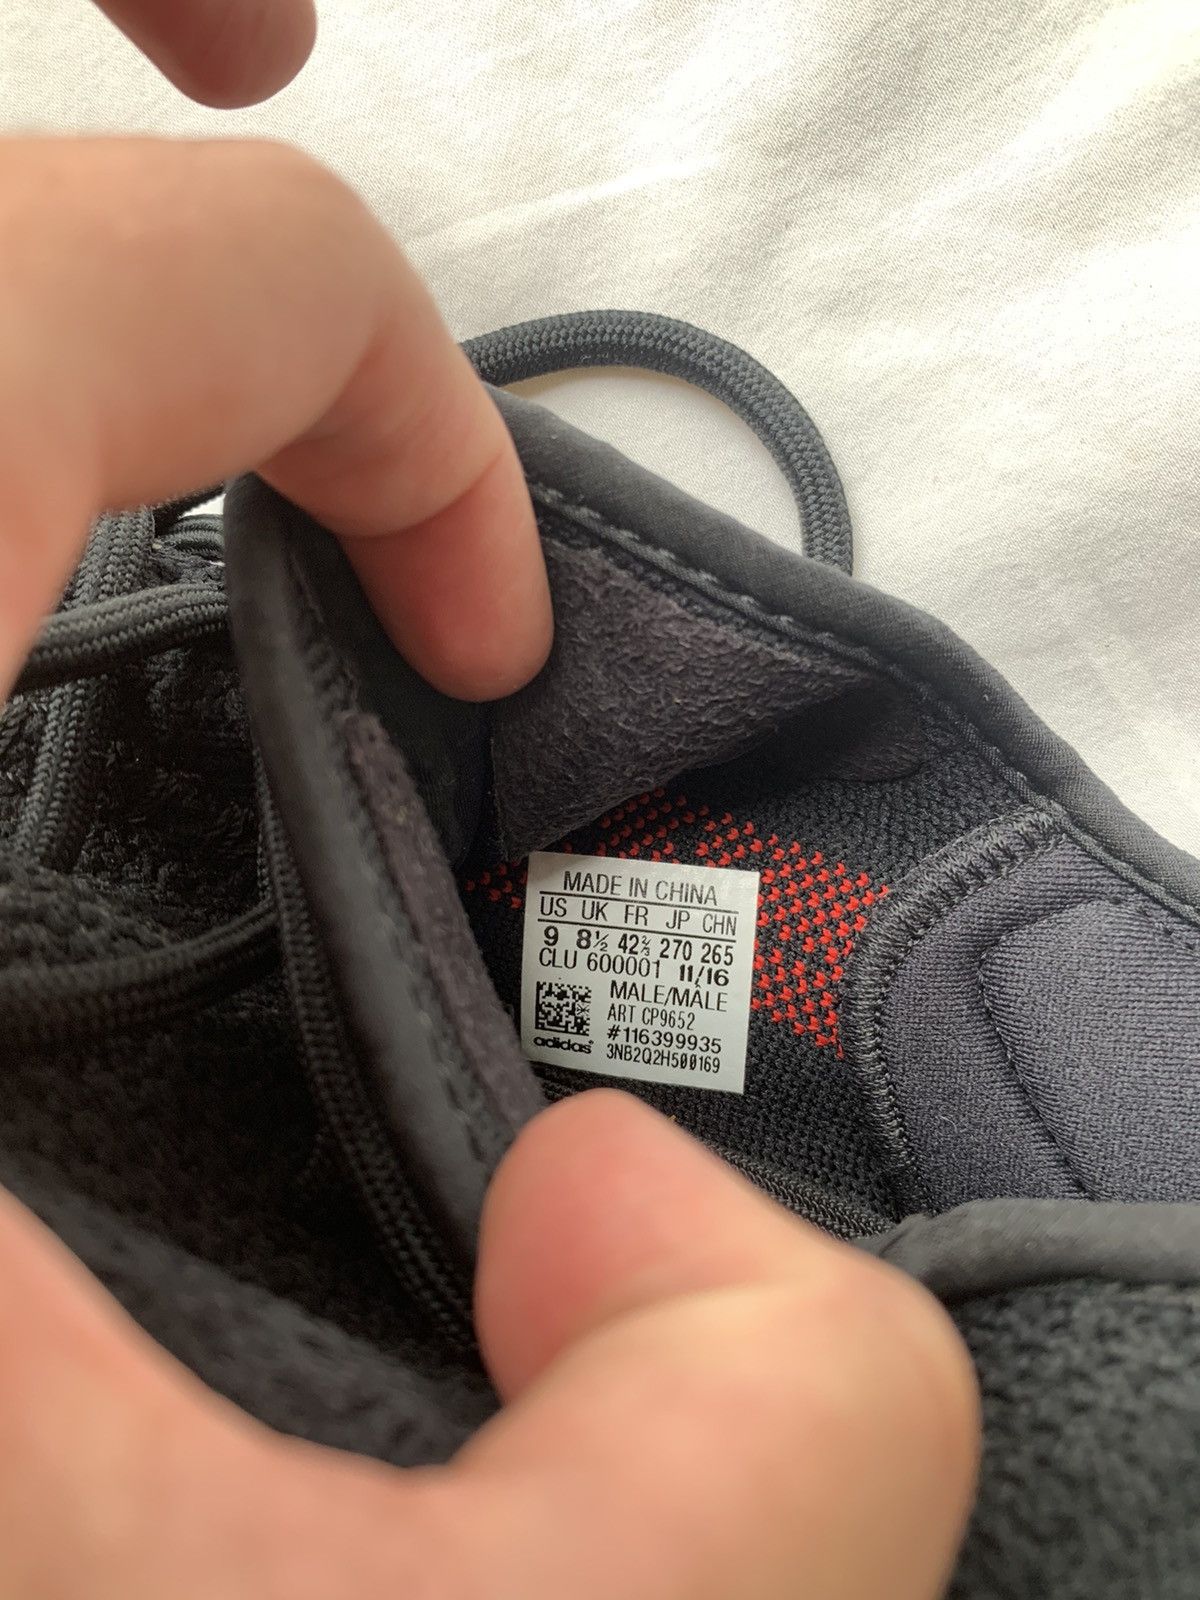 MADE IN CHINA
US UK FR JP CHN
9 8½ 42⅔ 270 265
CLU 600001 11/16
MALE/MÂLE
ART CP9652
#116399935
adidas® 3NB2Q2H500169